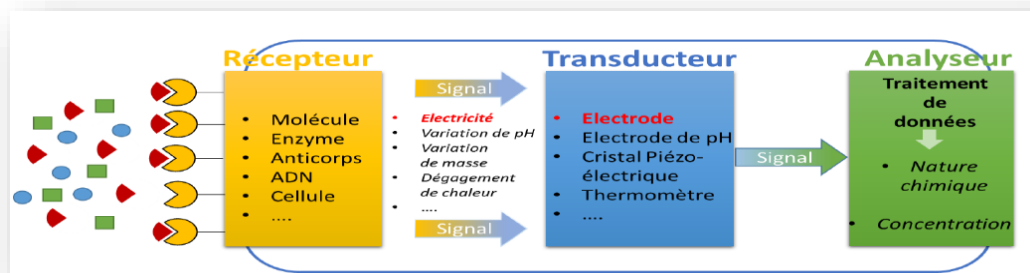 Récepteur
• Molécule
• Enzyme
• Anticorps
• ADN
• Cellule
• ....
Signal
• Electricité
• Variation de pH
• Variation
de masse
• Dégagement
de chaleur
• ....
Signal
Transducteur
• Electrode
• Electrode de pH
• Cristal Piézo-
électrique
• Thermomètre
• ....
Signal
Analyseur
Traitement
de
données
• Nature
chimique
• Concentration